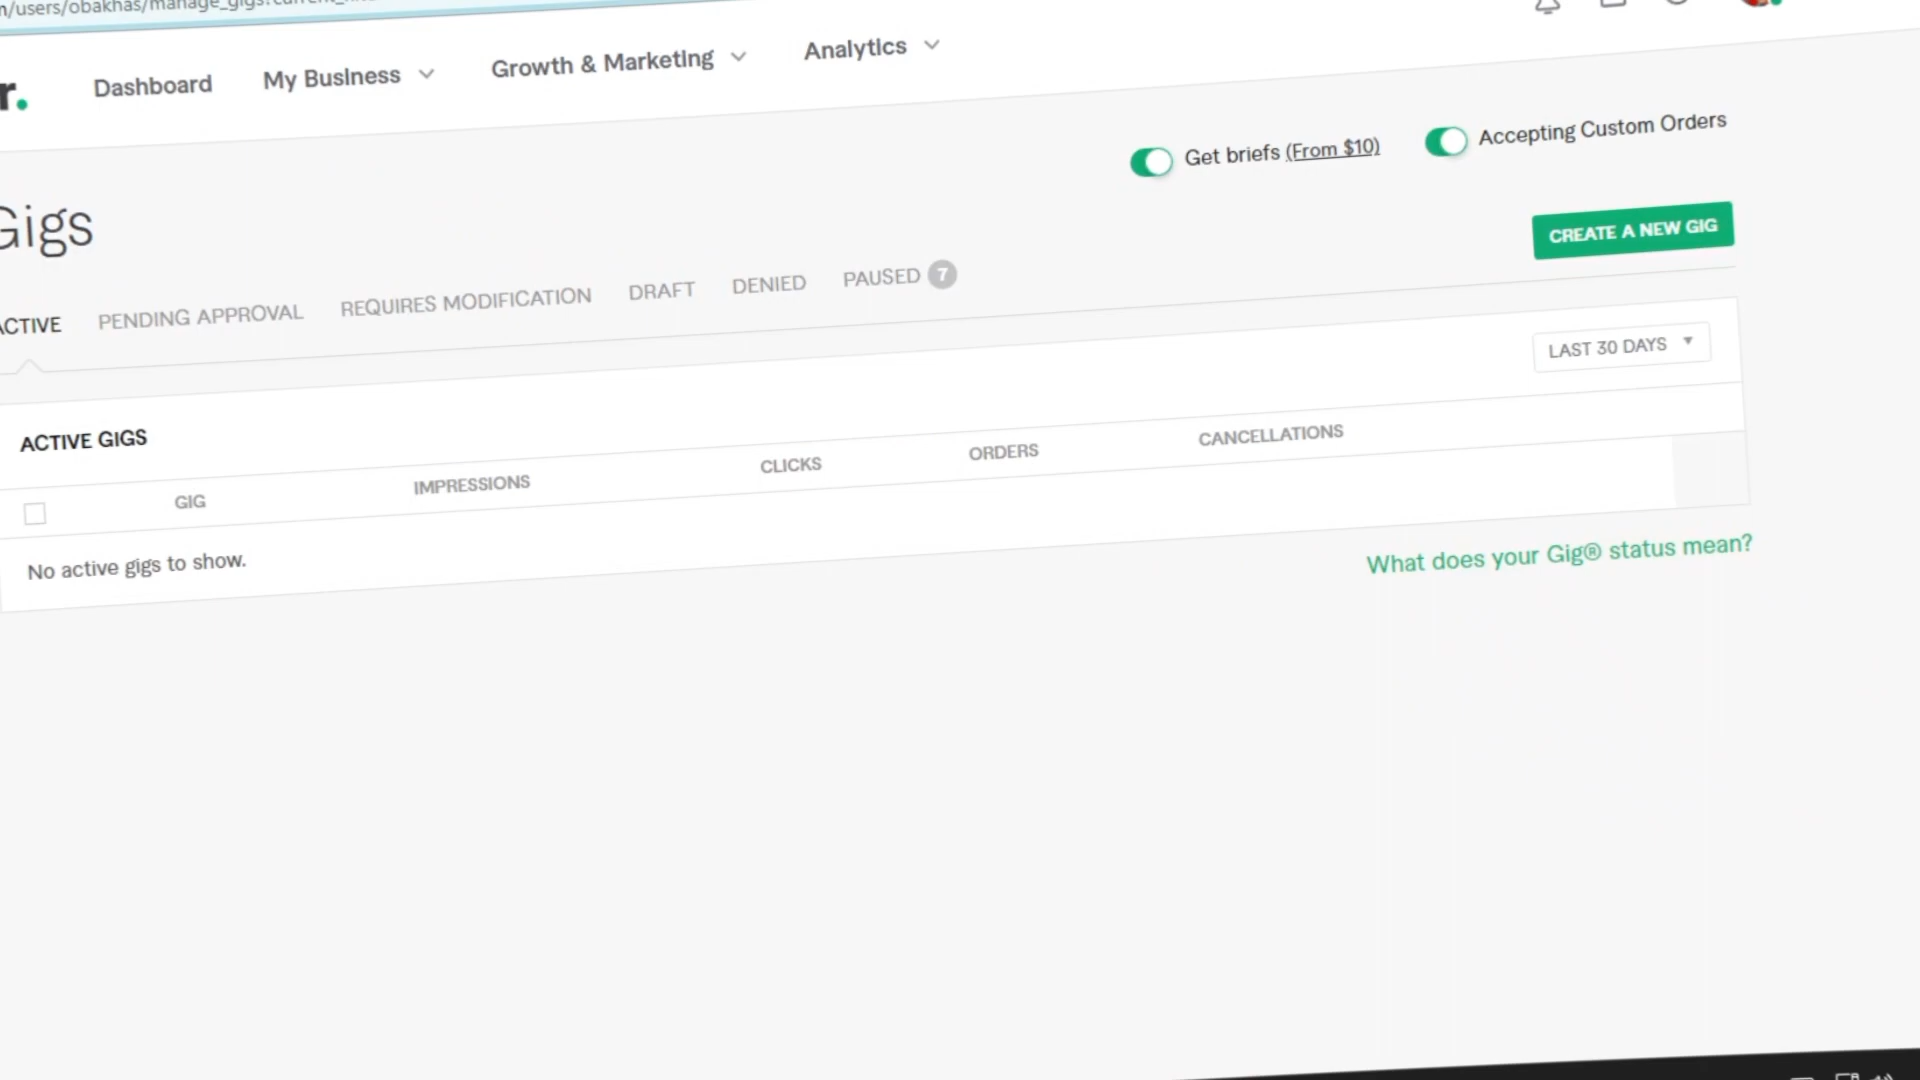 /users/obakhas/manage_gigs?current_
r.
Dashboard
My Business
Growth & Marketing
Analytics
Get briefs (From $10)
Accepting Custom Orders
Gigs
CREATE A NEW GIG
ACTIVE
PENDING APPROVAL
REQUIRES MODIFICATION
DRAFT
DENIED
PAUSED 7
LAST 30 DAYS
ACTIVE GIGS
GIG
IMPRESSIONS
CLICKS
ORDERS
CANCELLATIONS
No active gigs to show.
What does your Gig® status mean?